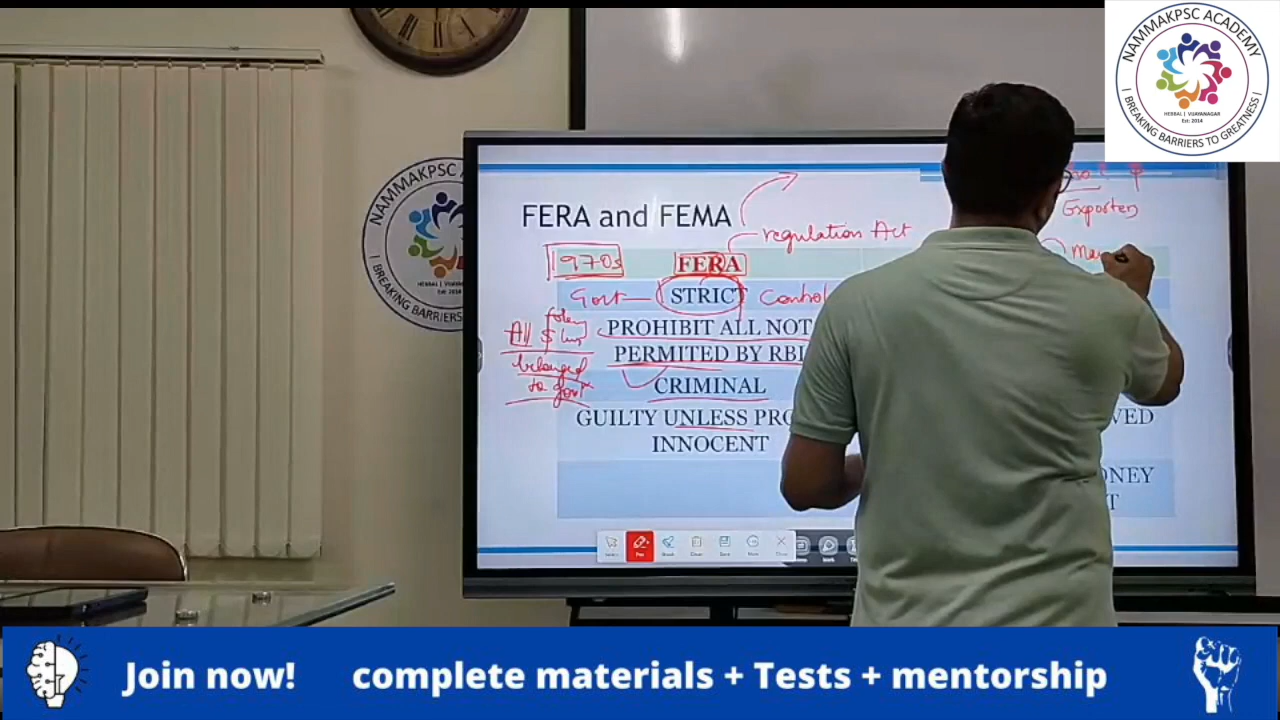 NAMMAKPSC ACADEMY
HEBBAL | VIJAYANAGAR
Est: 2014
| BREAKING BARRIERS TO GREATNESS |
NAMMAKPSC A
BREAKING BARRIERS
Est: 2014
FERA and FEMA
Exporters
regulation Act
1970s
FERA
Govt STRICT Control
PROHIBIT ALL NOT
PERMITED BY RBI
All $
belonged
to govt
CRIMINAL
GUILTY UNLESS PRO
VED
INNOCENT
ONEY
T
Join now! complete materials + Tests + mentorship